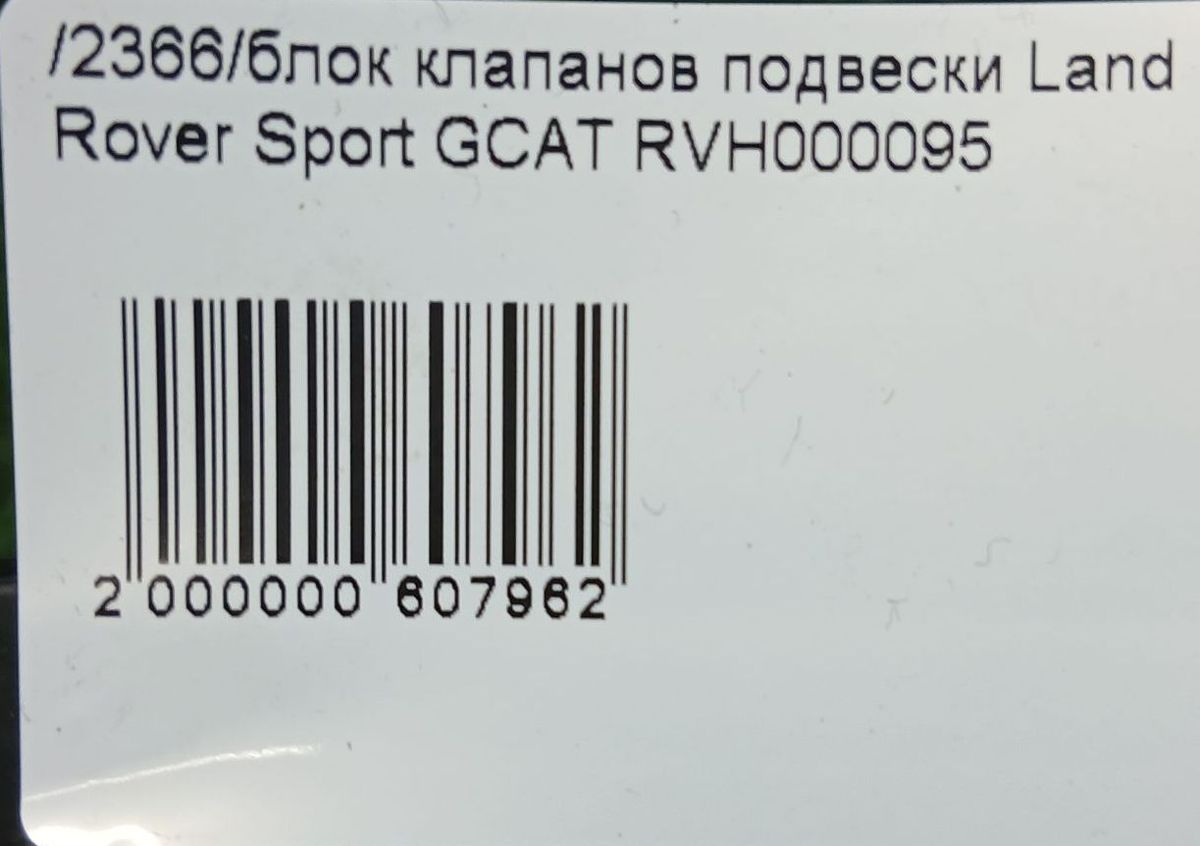 /2366/блок клапанов подвески Land
Rover Sport GCAT RVH000095
2 000000 607962